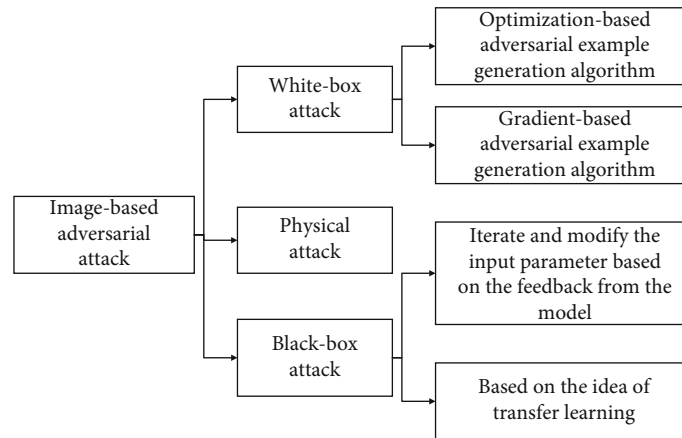 Image-based
adversarial
attack
White-box
attack
Optimization-based
adversarial example
generation algorithm
Gradient-based
adversarial example
generation algorithm
Physical
attack
Black-box
attack
Iterate and modify the
input parameter based
on the feedback from the
model
Based on the idea of
transfer learning